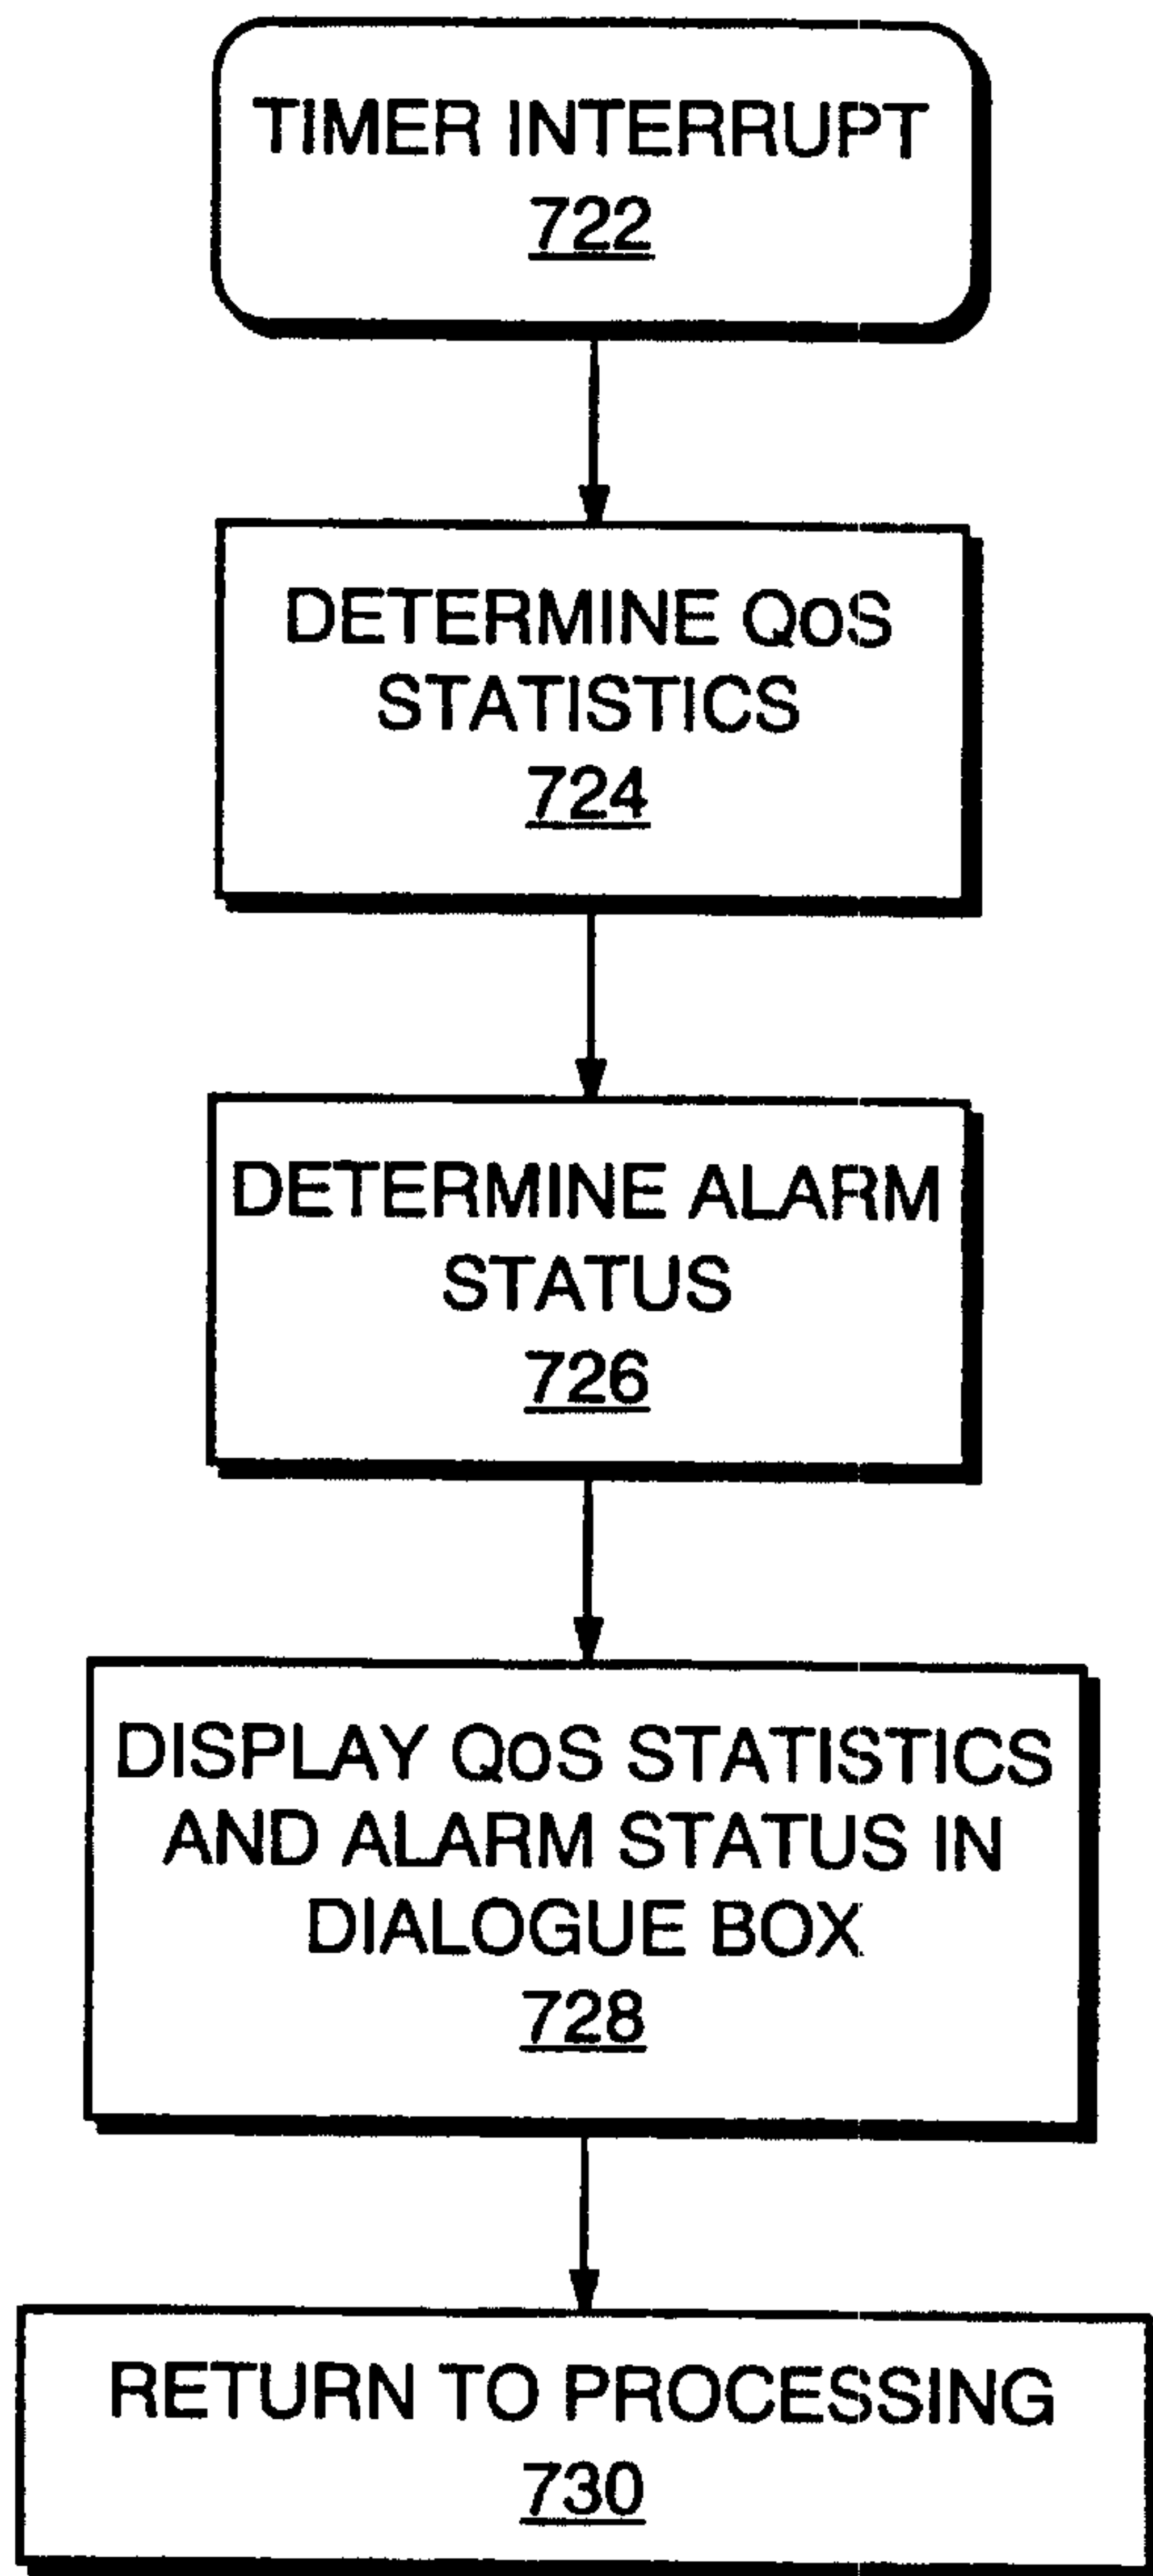 TIMER INTERRUPT
722
DETERMINE QoS
STATISTICS
724
DETERMINE ALARM
STATUS
726
DISPLAY QoS STATISTICS
AND ALARM STATUS IN
DIALOGUE BOX
728
RETURN TO PROCESSING
730